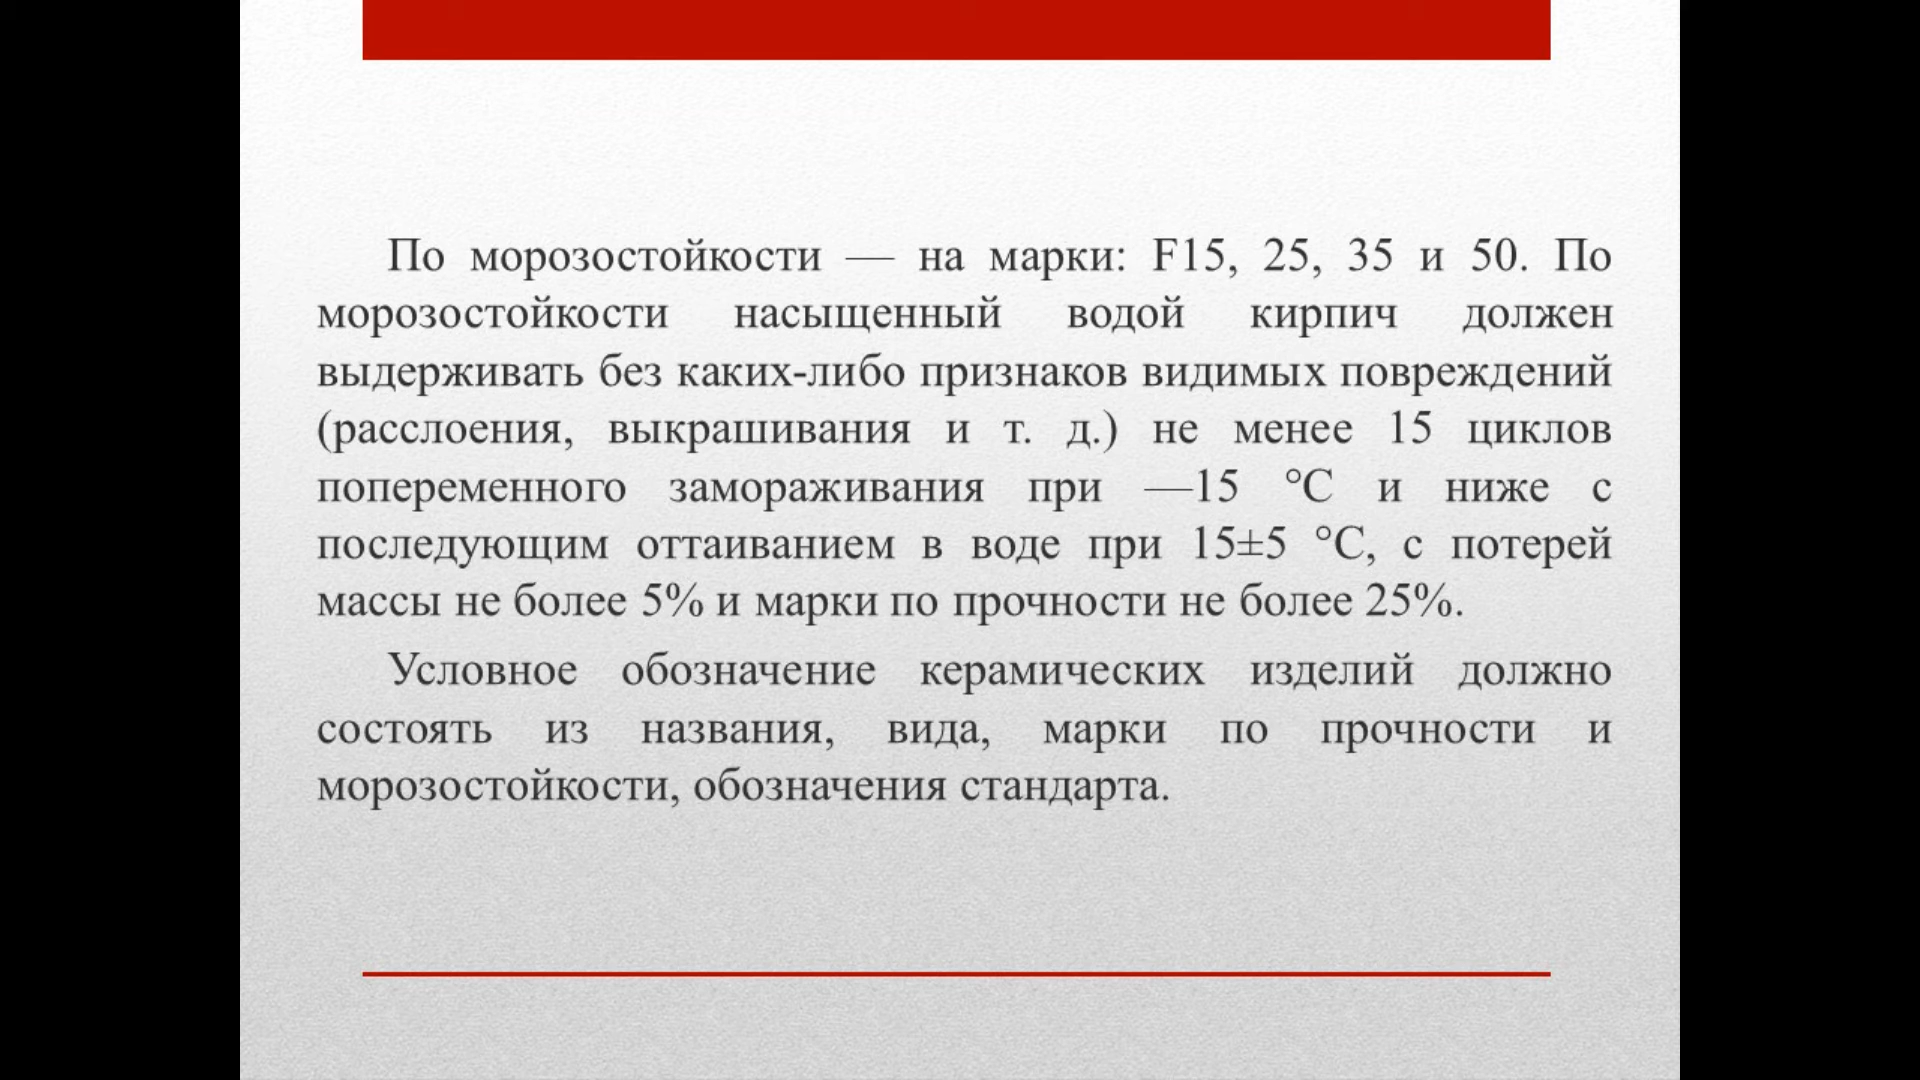 По морозостойкости — на марки: F15, 25, 35 и 50. По
морозостойкости насыщенный водой кирпич должен
выдерживать без каких-либо признаков видимых повреждений
(расслоения, выкрашивания и т. д.) не менее 15 циклов
попеременного замораживания при —15 °С и ниже с
последующим оттаиванием в воде при 15±5 °С, с потерей
массы не более 5% и марки по прочности не более 25%.
Условное обозначение керамических изделий должно
состоять из названия, вида, марки по прочности и
морозостойкости, обозначения стандарта.